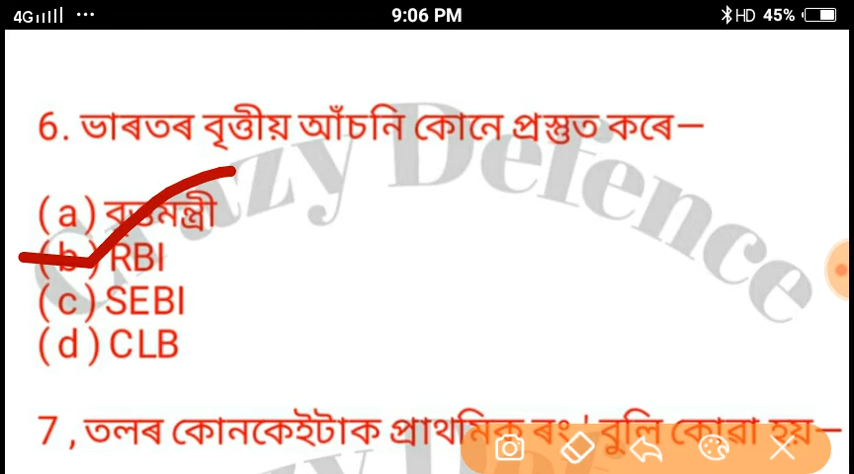 4G ...
9:06 PM
HD 45%
Crazy Defence
6. ভাৰতৰ বৃত্তীয় আঁচনি কোনে প্ৰস্তুত কৰে—
(a) বৃত্তমন্ত্ৰী
(b) RBI
(c) SEBI
(d) CLB
7, তলৰ কোনকেইটাক প্ৰাথমিক ৰং' বুলি কোৱা হয়—